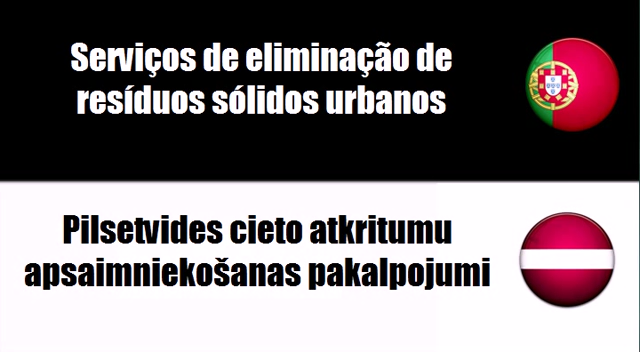 Serviços de eliminação de
resíduos sólidos urbanos
Pilsetvides cieto atkritumu
apsaimniekošanas pakalpojumi